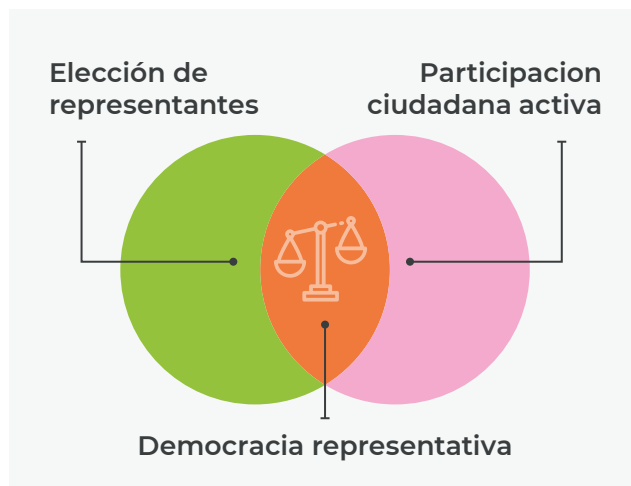 Elección de
representantes
Participacion
ciudadana activa
Democracia representativa